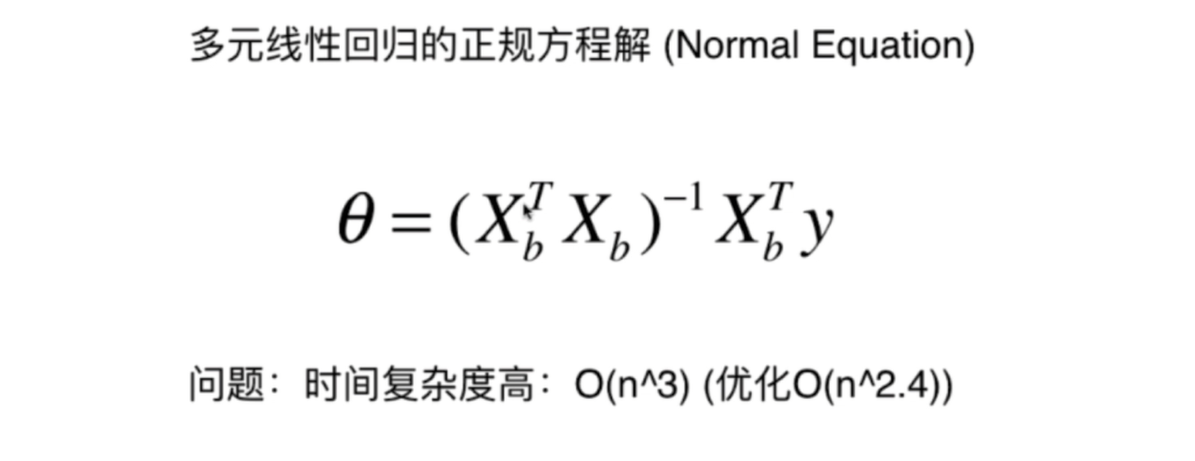 多元线性回归的正规方程解 (Normal Equation)
θ = (X_b^T X_b)^{-1} X_b^T y
问题：时间复杂度高：O(n^3) (优化O(n^2.4))